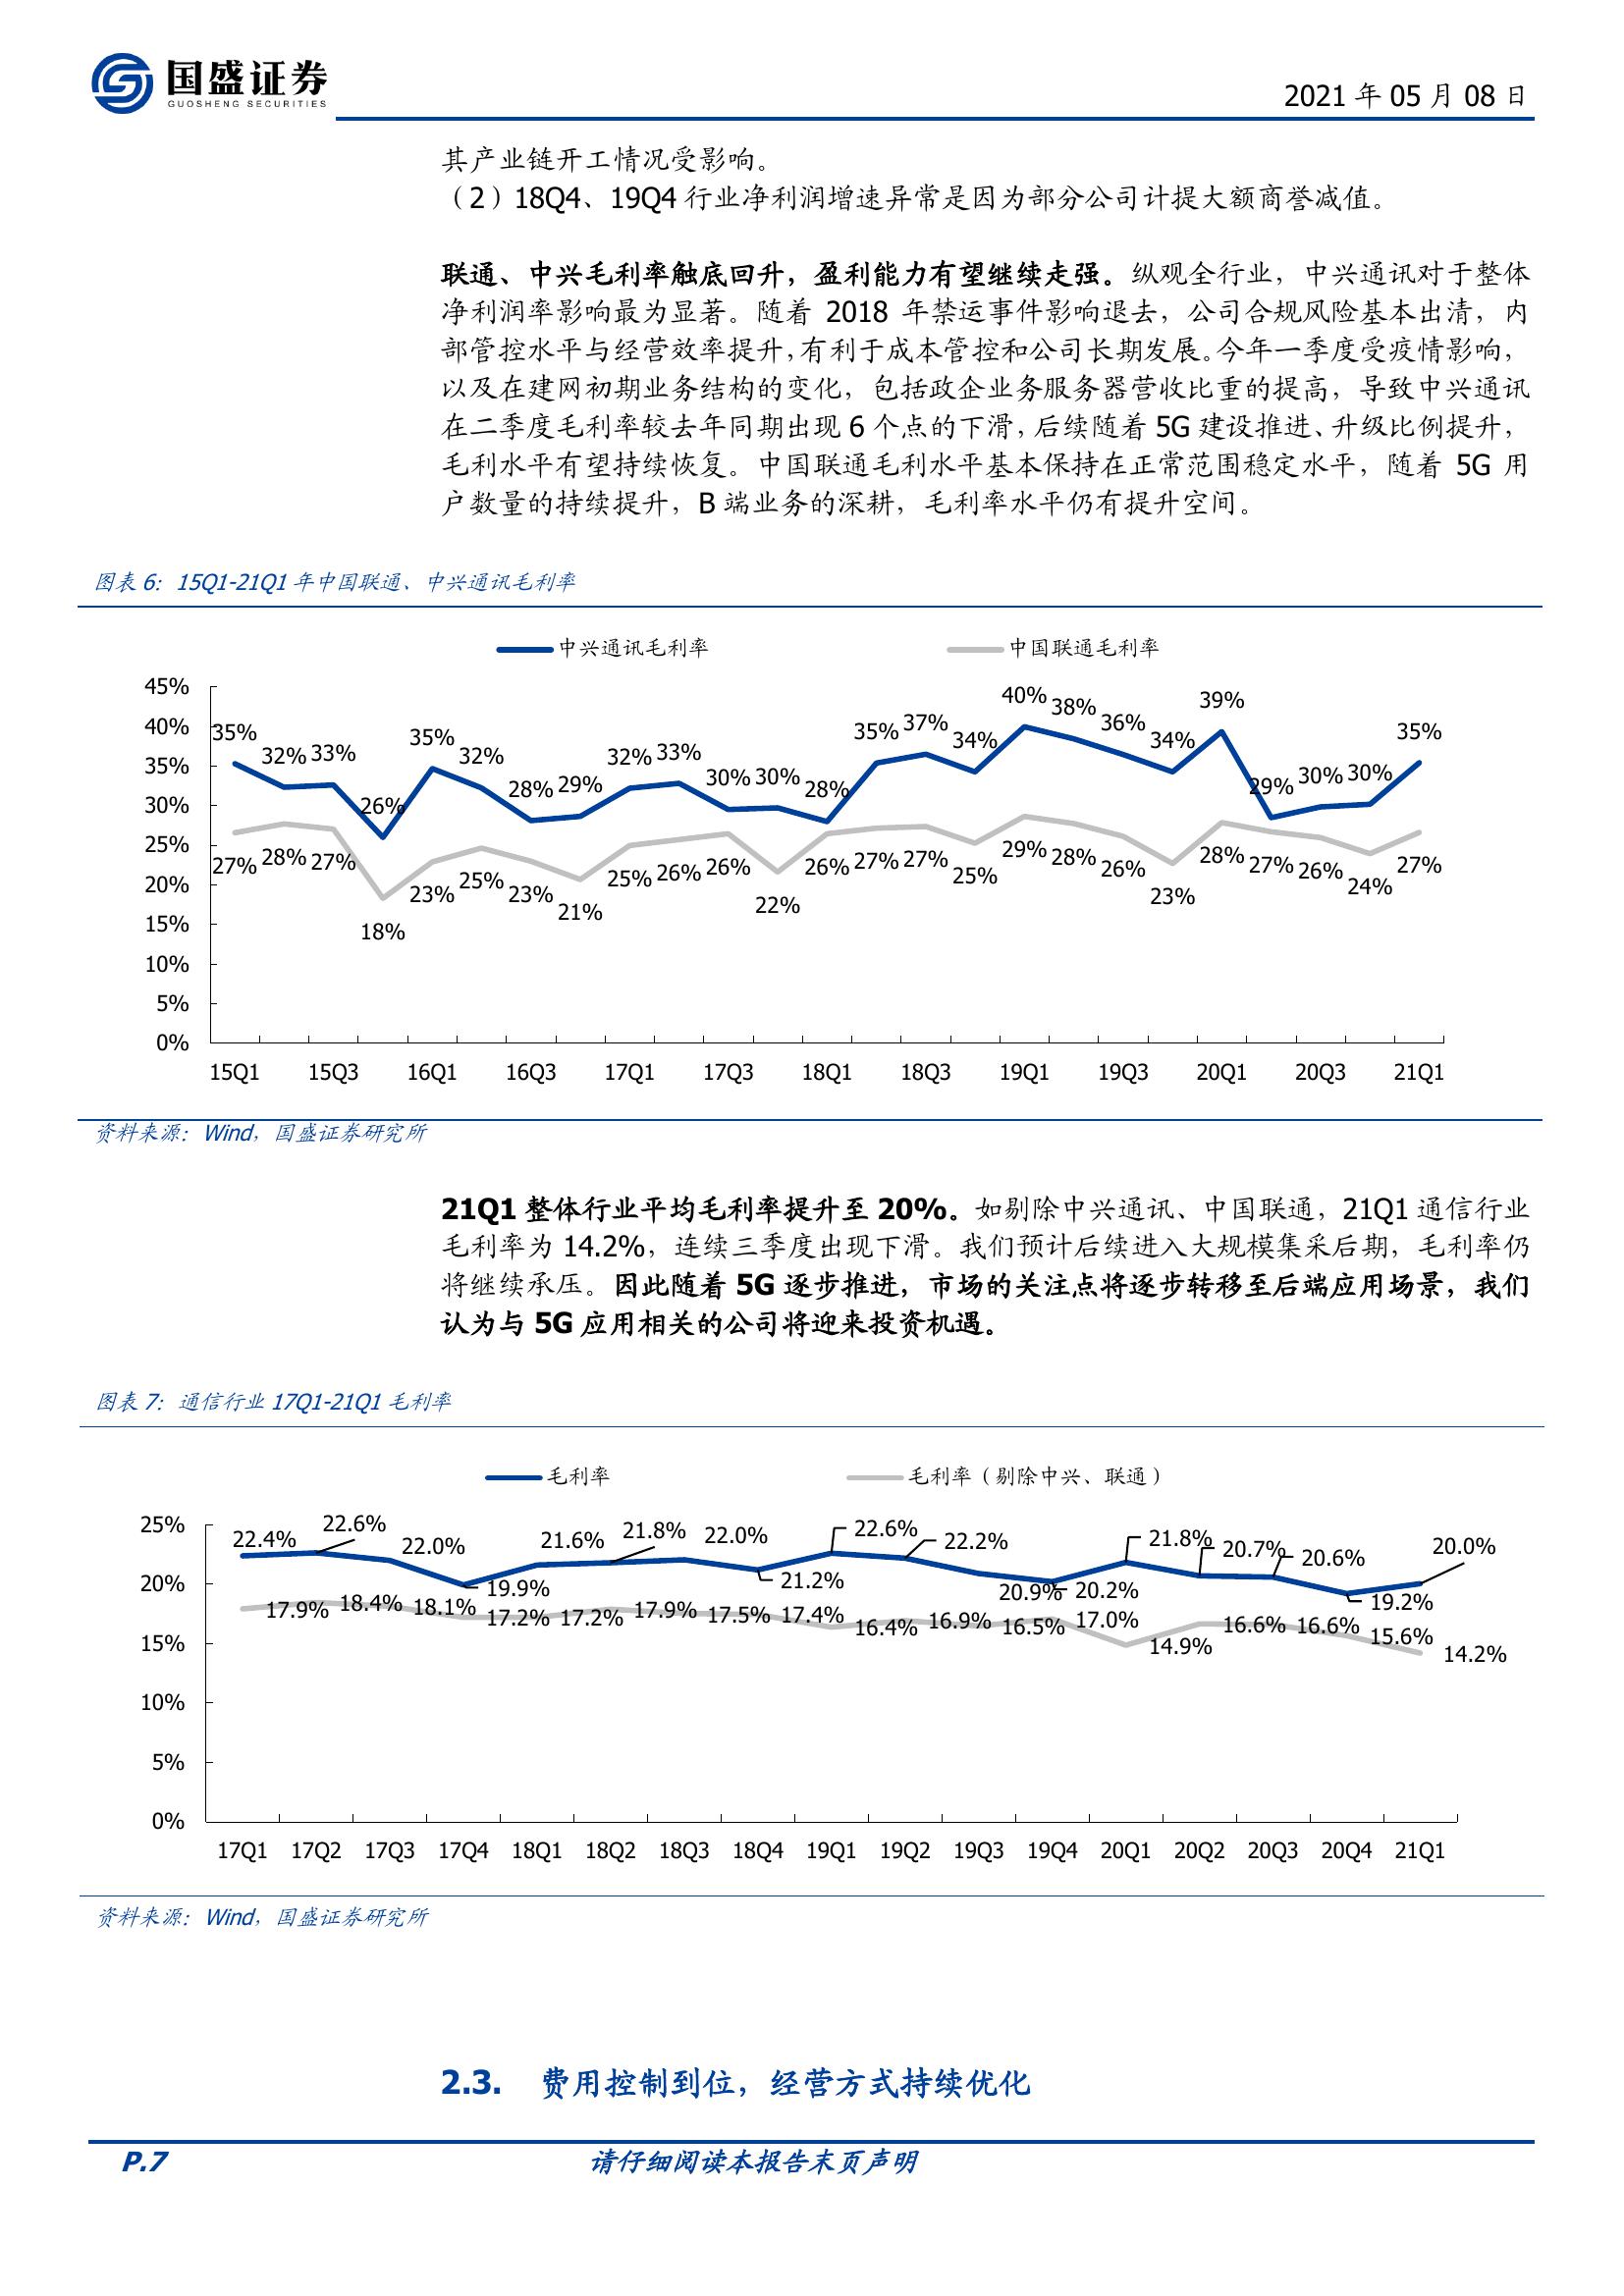 国盛证券
GUOSHENG SECURITIES
2021 年 05 月 08 日
其产业链开工情况受影响。
（2）18Q4、19Q4 行业净利润增速异常是因为部分公司计提大额商誉减值。
联通、中兴毛利率触底回升，盈利能力有望继续走强。纵观全行业，中兴通讯对于整体
净利润率影响最为显著。随着 2018 年禁运事件影响退去，公司合规风险基本出清，内
部管控水平与经营效率提升，有利于成本管控和公司长期发展。今年一季度受疫情影响，
以及在建网初期业务结构的变化，包括政企业务服务器营收比重的提高，导致中兴通讯
在二季度毛利率较去年同期出现 6 个点的下滑，后续随着 5G 建设推进、升级比例提升，
毛利水平有望持续恢复。中国联通毛利水平基本保持在正常范围稳定水平，随着 5G 用
户数量的持续提升，B 端业务的深耕，毛利率水平仍有提升空间。
图表 6：15Q1-21Q1 年中国联通、中兴通讯毛利率
中兴通讯毛利率 中国联通毛利率
45%
40%
35%
30%
25%
20%
15%
10%
5%
0%
35% 32% 33% 26% 35% 32% 28% 29% 32% 33% 30% 30% 28% 35% 37% 34% 40% 38% 36% 34% 39% 29% 30% 30% 35%
27% 28% 27% 18% 23% 25% 23% 21% 25% 26% 26% 22% 26% 27% 27% 25% 29% 28% 26% 23% 28% 27% 26% 24% 27%
15Q1 15Q3 16Q1 16Q3 17Q1 17Q3 18Q1 18Q3 19Q1 19Q3 20Q1 20Q3 21Q1
资料来源：Wind，国盛证券研究所
21Q1 整体行业平均毛利率提升至 20%。如剔除中兴通讯、中国联通，21Q1 通信行业
毛利率为 14.2%，连续三季度出现下滑。我们预计后续进入大规模集采后期，毛利率仍
将继续承压。因此随着 5G 逐步推进，市场的关注点将逐步转移至后端应用场景，我们
认为与 5G 应用相关的公司将迎来投资机遇。
图表 7：通信行业 17Q1-21Q1 毛利率
毛利率 毛利率（剔除中兴、联通）
25%
20%
15%
10%
5%
0%
22.4% 22.6% 22.0% 19.9% 21.6% 21.8% 22.0% 21.2% 22.6% 22.2% 20.9% 20.2% 21.8% 20.7% 20.6% 19.2% 20.0%
17.9% 18.4% 18.1% 17.2% 17.2% 17.9% 17.5% 17.4% 16.4% 16.9% 16.5% 17.0% 14.9% 16.6% 16.6% 15.6% 14.2%
17Q1 17Q2 17Q3 17Q4 18Q1 18Q2 18Q3 18Q4 19Q1 19Q2 19Q3 19Q4 20Q1 20Q2 20Q3 20Q4 21Q1
资料来源：Wind，国盛证券研究所
2.3. 费用控制到位，经营方式持续优化
P.7 请仔细阅读本报告末页声明